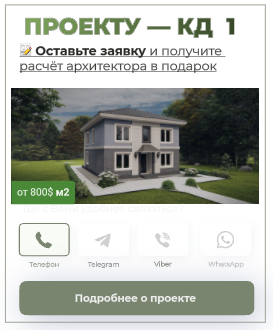 ПРОЕКТУ — КД 1
📝 Оставьте заявку и получите
расчёт архитектора в подарок
от 800$ м2
Телефон
Telegram
Viber
WhatsApp
Подробнее о проекте